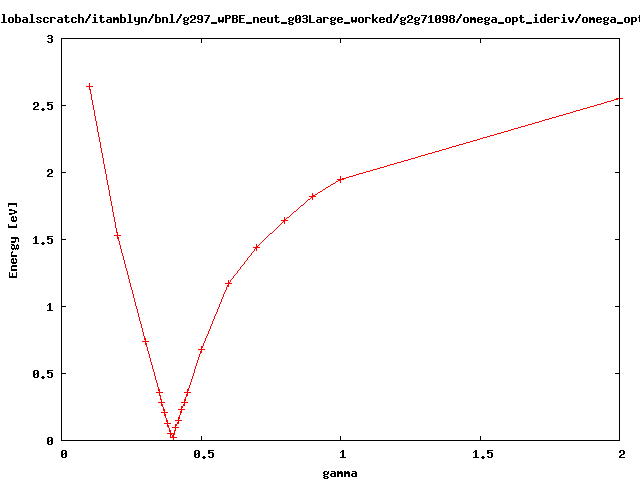 lobalscratch/itamblyn/bnl/g297_wPBE_neut_g03Large_worked/g2g71098/omega_opt_ideriv/omega_opt
3
2.5
2
1.5
1
0.5
0
Energy [eV]
0 0.5 1 1.5 2
gamma